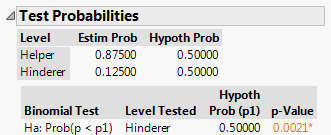 Test Probabilities
Level Estim Prob Hypoth Prob
Helper 0.87500 0.50000
Hinderer 0.12500 0.50000
Hypoth
Binomial Test Level Tested Prob (p1) p-Value
Ha: Prob(p < p1) Hinderer 0.50000 0.0021*